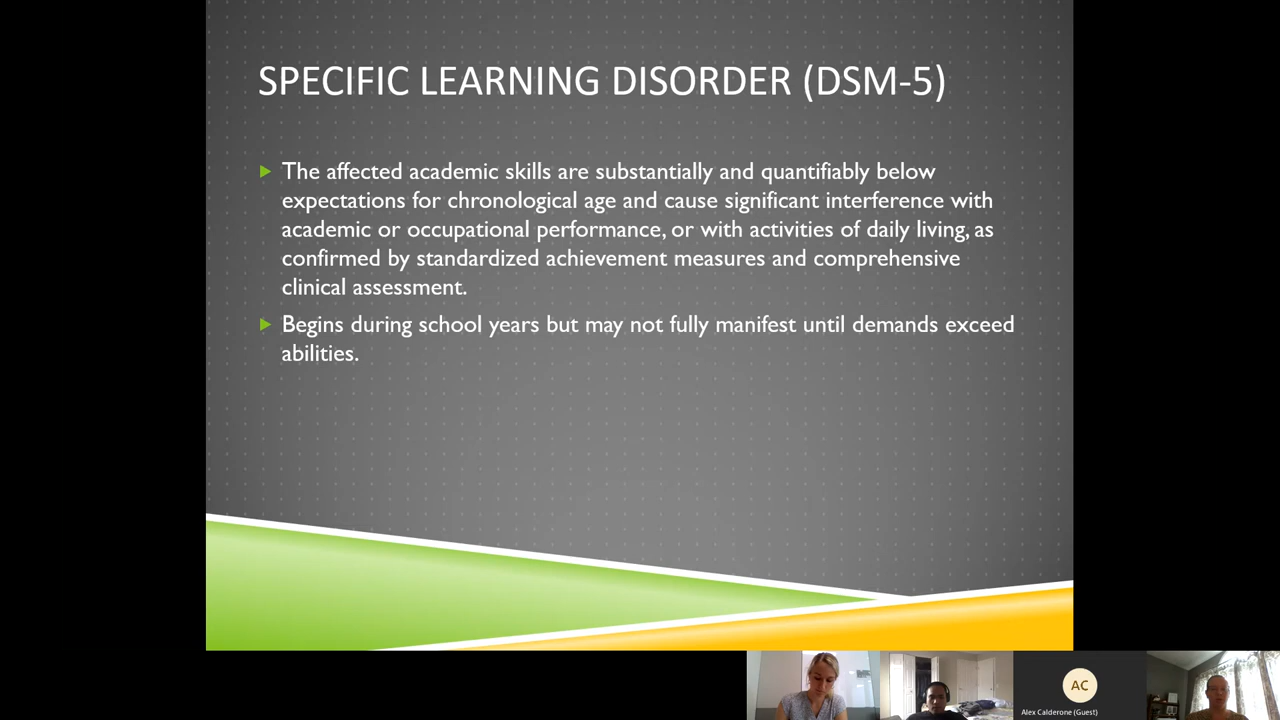 SPECIFIC LEARNING DISORDER (DSM-5)
The affected academic skills are substantially and quantifiably below
expectations for chronological age and cause significant interference with
academic or occupational performance, or with activities of daily living, as
confirmed by standardized achievement measures and comprehensive
clinical assessment.
Begins during school years but may not fully manifest until demands exceed
abilities.
AC
Alex Calderone (Guest)